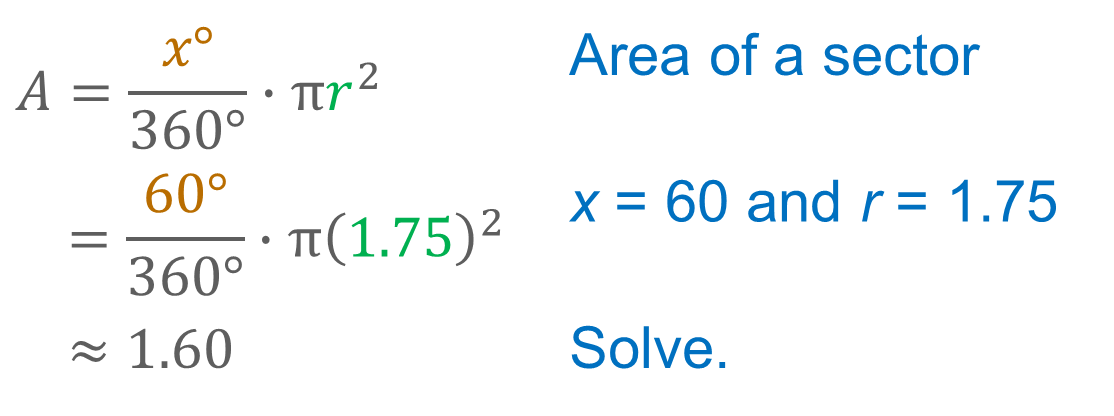 A = x°/360° · πr² Area of a sector
= 60°/360° · π(1.75)² x = 60 and r = 1.75
≈ 1.60 Solve.